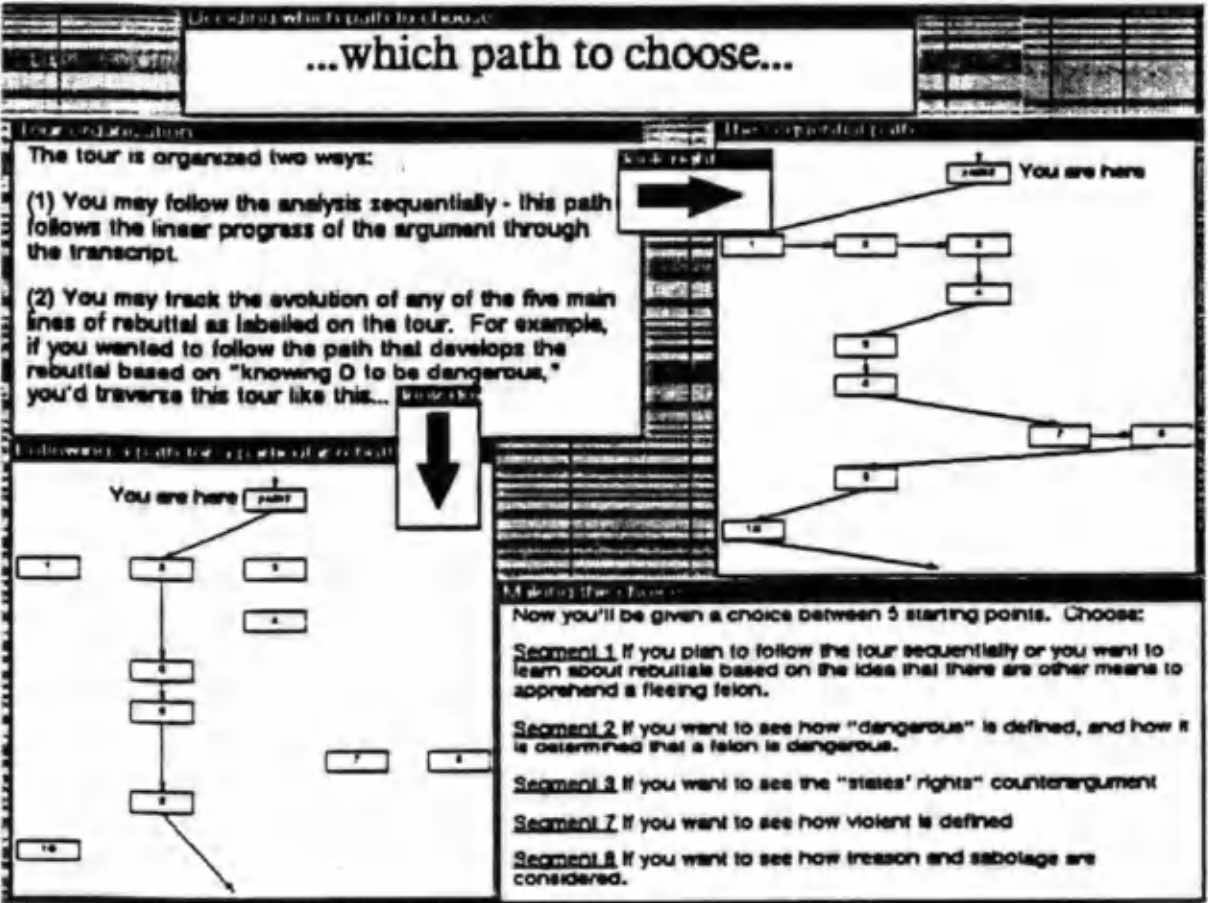 Deciding which path to choose
...which path to choose...
Tour organization
The tour is organized two ways:
(1) You may follow the analysis sequentially - this path
follows the linear progress of the argument through
the transcript.
(2) You may track the evolution of any of the five main
lines of rebuttal as labelled on the tour. For example,
if you wanted to follow the path that develops the
rebuttal based on "knowing D to be dangerous,"
you'd traverse this tour like this...
look right
The sequential path
You are here
1
2
3
4
5
6
7
8
9
10
Following a path for a particular rebuttal
You are here
1
2
3
4
5
6
7
8
9
10
Making the choice
Now you'll be given a choice between 5 starting points. Choose:
Segment 1 If you plan to follow the tour sequentially or you want to
learn about rebuttals based on the idea that there are other means to
apprehend a fleeing felon.
Segment 2 If you want to see how "dangerous" is defined, and how it
is determined that a felon is dangerous.
Segment 3 If you want to see the "states' rights" counterargument
Segment 7 If you want to see how violent is defined
Segment 8 If you want to see how treason and sabotage are
considered.